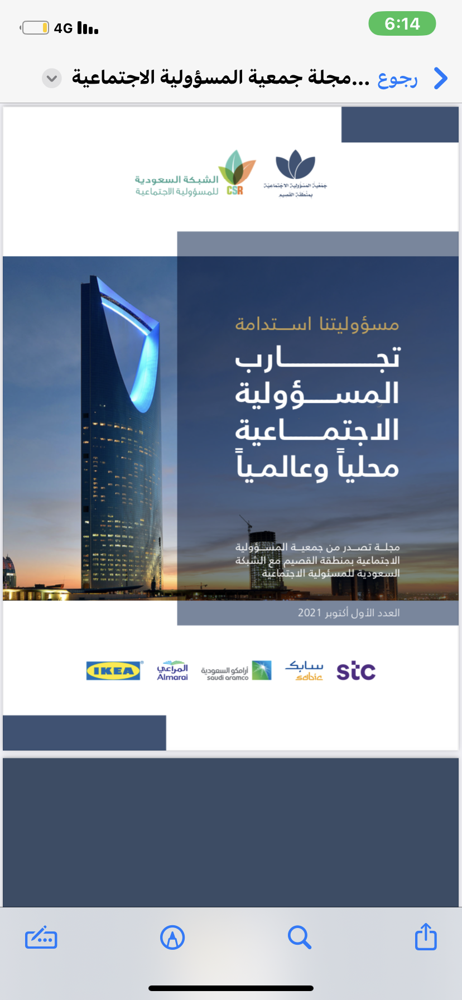 4G
6:14
رجوع
مجلة جمعية المسؤولية الاجتماعية...
جمعية المسؤولية الاجتماعية
بمنطقة القصيم
الشبكة السعودية
للمسؤولية الاجتماعية
CSR
مسؤوليتنا استدامة
تجارب
المسؤولية
الاجتماعية
محلياً وعالمياً
مجلة تصدر من جمعية المسؤولية
الاجتماعية بمنطقة القصيم مع الشبكة
السعودية للمسئولية الاجتماعية
العدد الأول أكتوبر 2021
stc
سابك
sabic
أرامكو السعودية
saudi aramco
المراعي
Almarai
IKEA